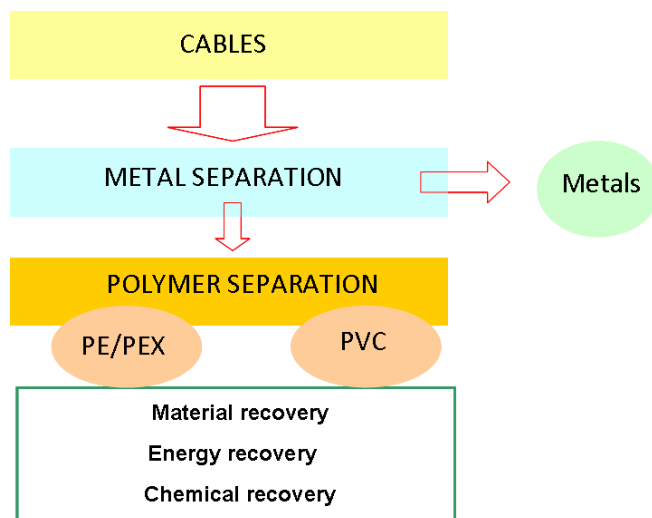 CABLES
METAL SEPARATION
Metals
POLYMER SEPARATION
PE/PEX
PVC
Material recovery
Energy recovery
Chemical recovery